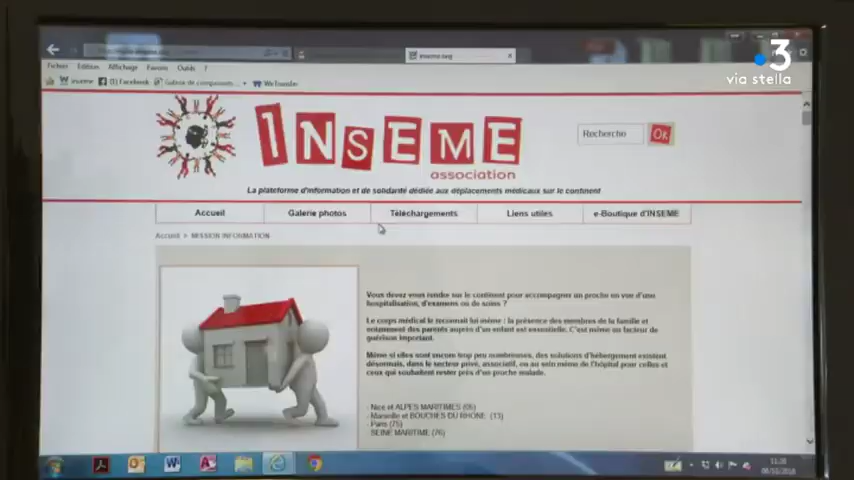 3
via stella
inseme.org
Fichier Edition Affichage Favoris Outils ?
inseme (1) Facebook Galerie de composants ... We Transfer
INSEME
association
Recherche Ok
La plateforme d'information et de solidarité dédiée aux déplacements médicaux sur le continent
Accueil Galerie photos Téléchargements Liens utiles e-Boutique d'INSEME
Accueil > MISSION INFORMATION
Vous devez vous rendre sur le continent pour accompagner un proche en vue d'une
hospitalisation, d'examens ou de soins ?
Le corps médical le reconnait lui même : la présence des membres de la famille et
notamment des parents auprès d'un enfant est essentielle. C'est même un facteur de
guérison important.
Même si elles sont encore trop peu nombreuses, des solutions d'hébergement existent
désormais, dans le secteur privé, associatif, ou au sein même de l'hôpital pour celles et
ceux qui souhaitent rester près d'un proche malade.
- Nice et ALPES MARITIMES (06)
- Marseille et BOUCHES DU RHÔNE (13)
- Paris (75)
- SEINE MARITIME (76)